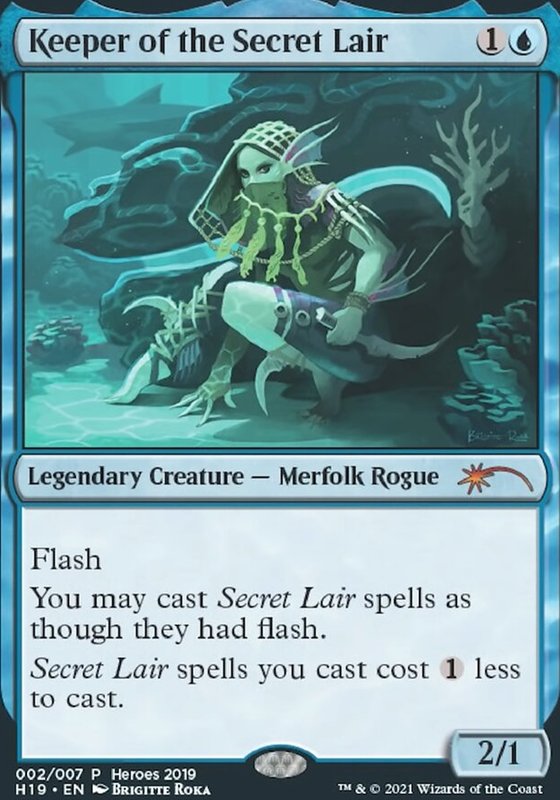 Keeper of the Secret Lair 1
Brigitte Roka
Legendary Creature — Merfolk Rogue
Flash
You may cast Secret Lair spells as
though they had flash.
Secret Lair spells you cast cost 1 less
to cast.
2/1
002/007 P Heroes 2019
H19 • EN BRIGITTE ROKA
™ & © 2021 Wizards of the Coast